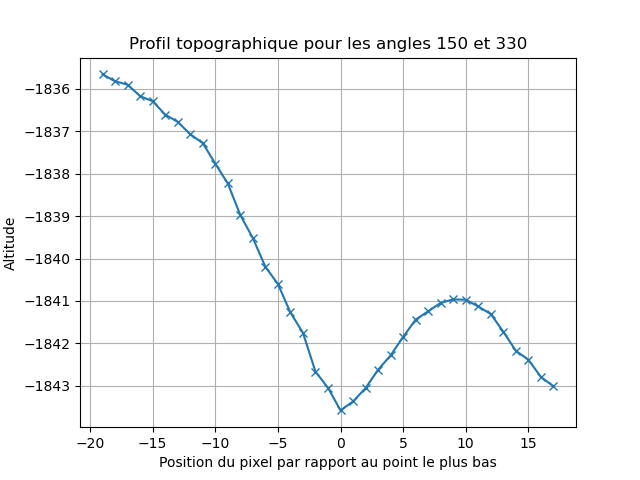 Profil topographique pour les angles 150 et 330
−1836
−1837
−1838
−1839
−1840
−1841
−1842
−1843
Altitude
−20 −15 −10 −5 0 5 10 15
Position du pixel par rapport au point le plus bas